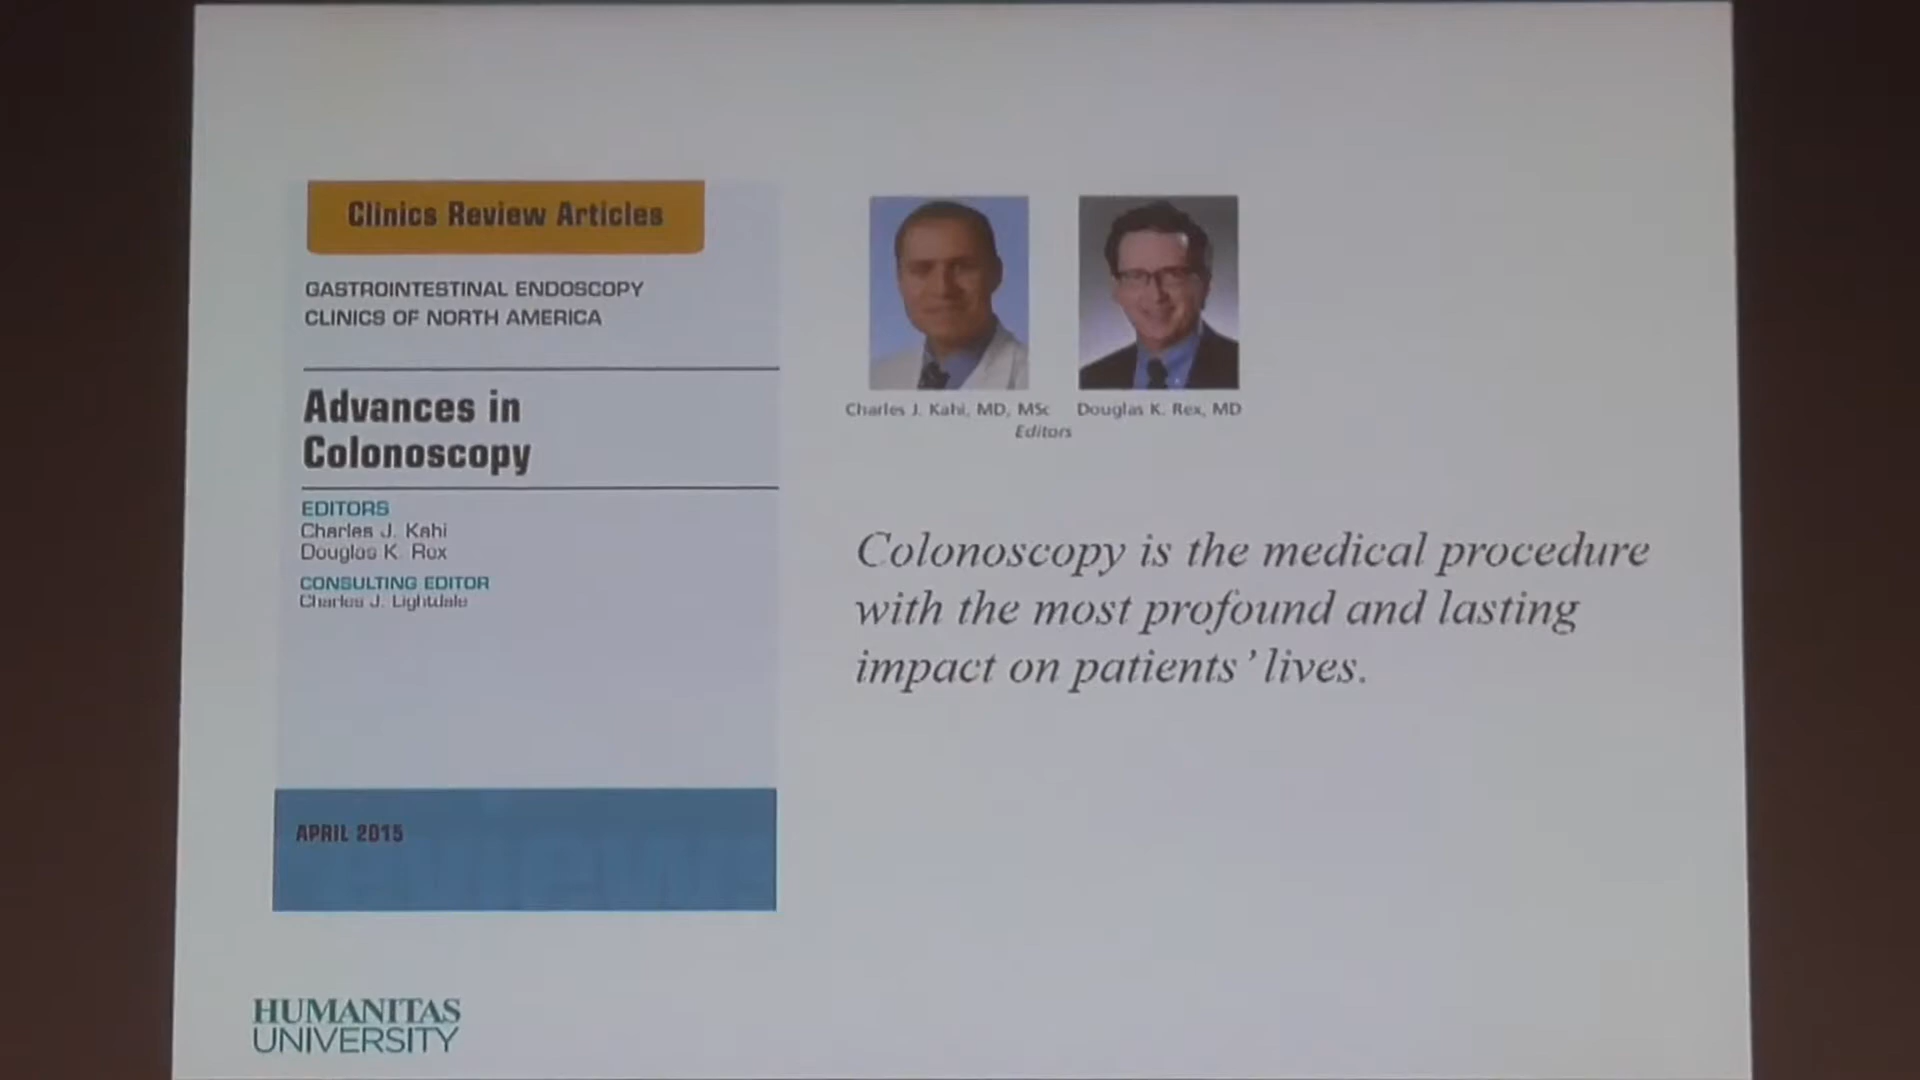 Clinics Review Articles
GASTROINTESTINAL ENDOSCOPY
CLINICS OF NORTH AMERICA
Advances in
Colonoscopy
EDITORS
Charles J. Kahi
Douglas K. Rex
CONSULTING EDITOR
Charles J. Lightdale
APRIL 2015
Charles J. Kahi, MD, MSc Douglas K. Rex, MD
Editors
Colonoscopy is the medical procedure
with the most profound and lasting
impact on patients’ lives.
HUMANITAS
UNIVERSITY